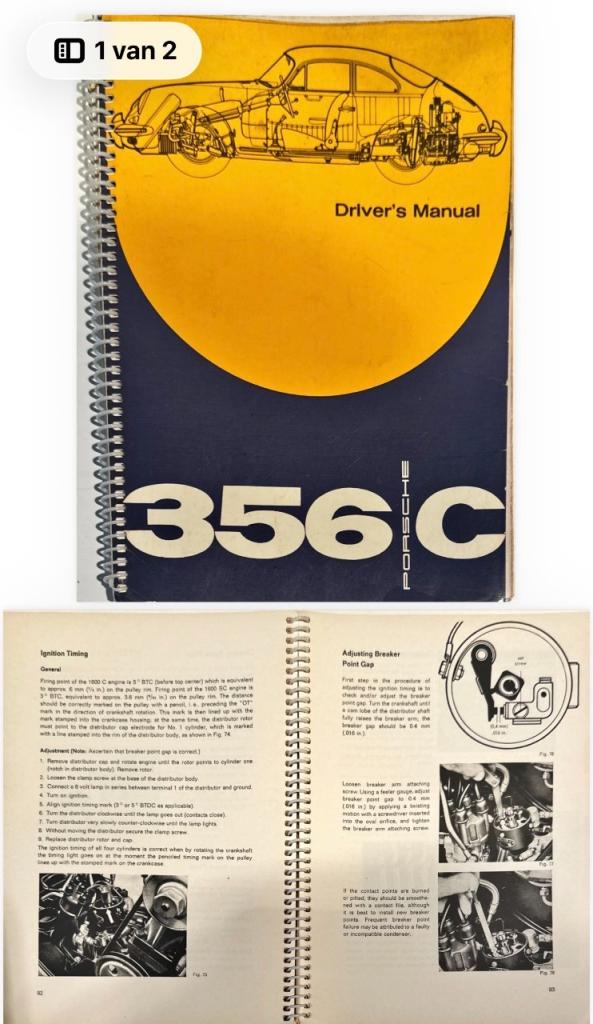 1 van 2
Driver's Manual
356 C
PORSCHE
Ignition Timing
General
Firing point of the 1600 C engine is 5° BTC (before top center) which is equivalent
to approx. 6 mm (1/4 in.) on the pulley rim. Firing point of the 1600 SC engine is
3° BTC, equivalent to approx. 3.6 mm in.) on the pulley rim. The distance
should be correctly marked on the pulley with a pencil, i.e. preceding the "OT"
mark in the direction of crankshaft rotation. This mark is then lined up with the
mark stamped into the crankcase housing; at the same time, the distributor rotor
must point to the distributor cap electrode for No. 1 cylinder, which is marked
with a line stamped into the rim of the distributor body, as shown in Fig. 74.
Adjustment (Note: Ascertain that breaker point gap is correct.)
1. Remove distributor cap and rotate engine until the rotor points to cylinder one
(notch in distributor body). Remove rotor.
2. Loosen the clamp screw at the base of the distributor body.
3. Connect a 6 volt lamp in series between terminal 1 of the distributor and ground.
4. Turn on ignition.
5. Align ignition timing mark (3° or 5° BTDC as applicable).
6. Turn the distributor clockwise until the lamp goes out (contacts close).
7. Turn distributor very slowly counter-clockwise until the lamp lights.
8. Without moving the distributor secure the clamp screw.
9. Replace distributor rotor and cap.
The ignition timing of all four cylinders is correct when by rotating the crankshaft
the timing light goes on at the moment the penciled timing mark on the pulley
lines up with the stamped mark on the crankcase.
92
Adjusting Breaker
Point Gap
First step in the procedure of
adjusting the ignition timing is to
check and/or adjust the breaker
point gap. Turn the crankshaft until
a cam lobe of the distributor shaft
fully raises the breaker arm; the
breaker gap should be 0.4 mm
(.016 in.).
set
screw
(0,4 mm)
.016 in.
Loosen breaker arm attaching
screw. Using a feeler gauge, adjust
breaker point gap to 0.4 mm
(.016 in.) by applying a twisting
motion with a screwdriver inserted
into the oval orifice, and tighten
the breaker arm attaching screw.
Fig. 77
If the contact points are burned
or pitted, they should be smoothe-
ned with a contact file, although
it is best to install new breaker
points. Frequent breaker point
failure may be attributed to a faulty
or incompatible condenser.
Fig. 78
93